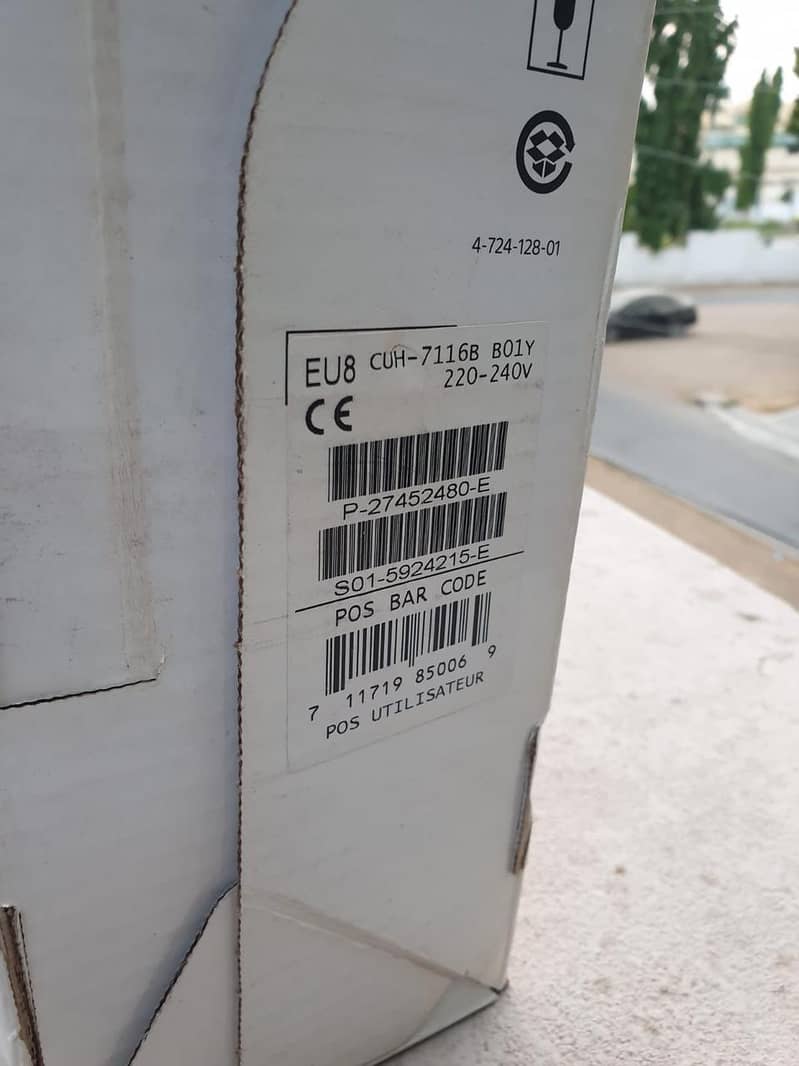 4-724-128-01
EU8 CUH-7116B B01Y
220-240V
CE
P-27452480-E
S01-5924215-E
POS BAR CODE
7 11719 85006 9
POS UTILISATEUR